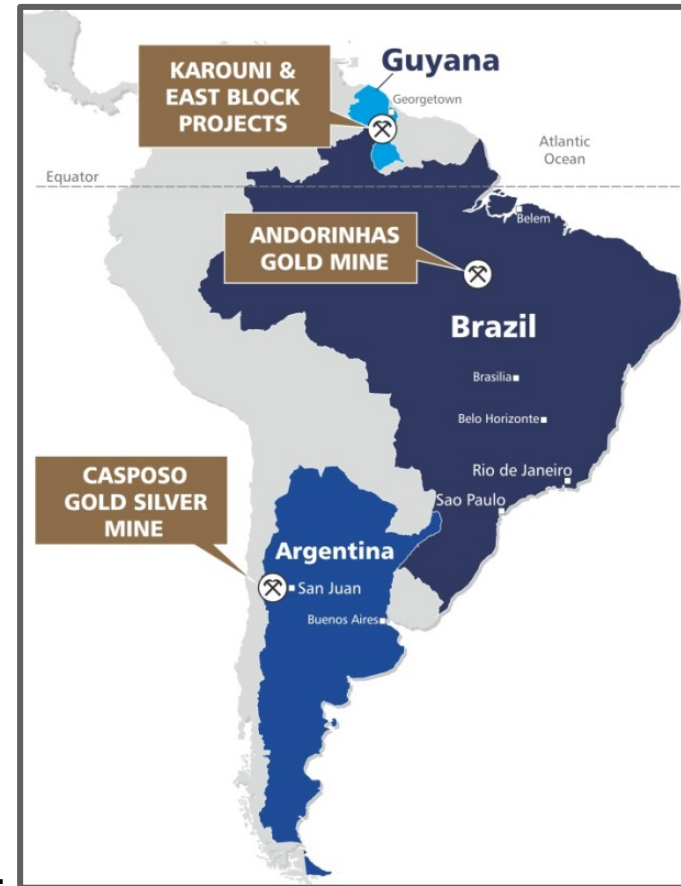 KAROUNI &
EAST BLOCK
PROJECTS
Guyana
Georgetown
Atlantic
Ocean
Equator
Belem
ANDORINHAS
GOLD MINE
Brazil
Brasilia
Belo Horizonte
Rio de Janeiro
Sao Paulo
CASPOSO
GOLD SILVER
MINE
Argentina
San Juan
Buenos Aires